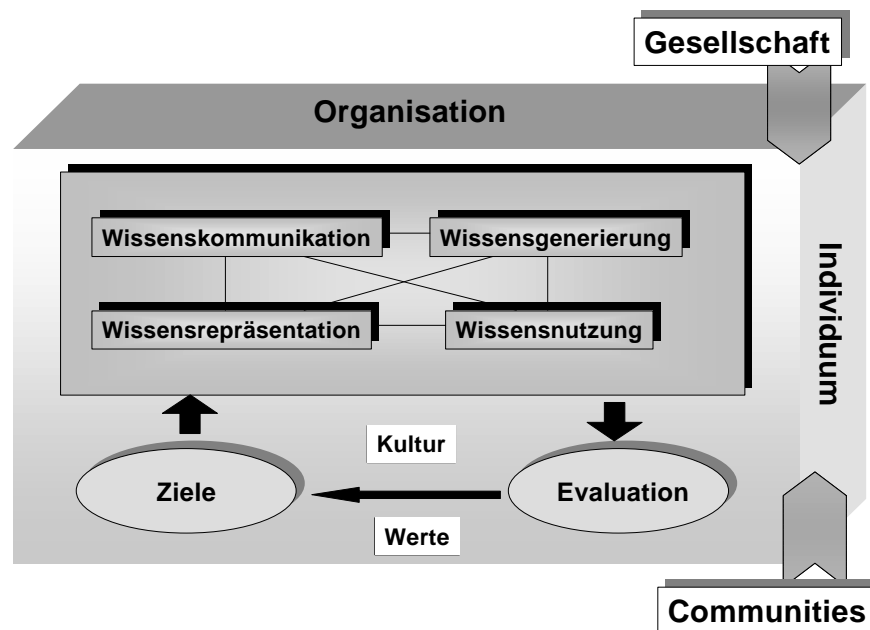 Gesellschaft
Organisation
Wissenskommunikation
Wissensgenerierung
Wissensrepräsentation
Wissensnutzung
Individuum
Kultur
Ziele
Evaluation
Werte
Communities